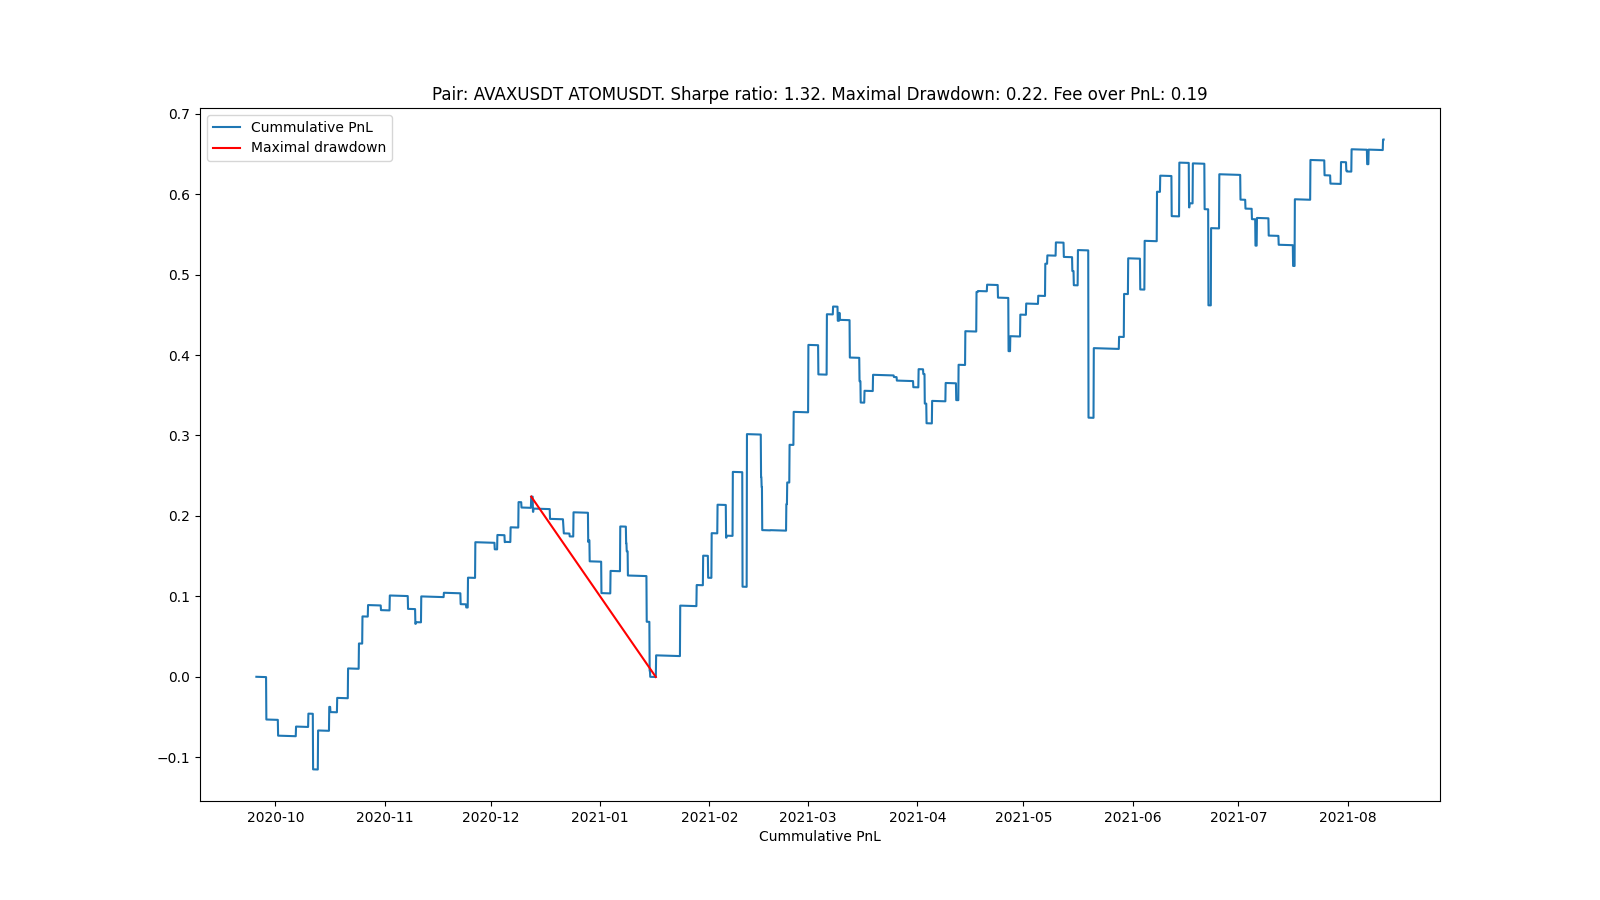 Pair: AVAXUSDT ATOMUSDT. Sharpe ratio: 1.32. Maximal Drawdown: 0.22. Fee over PnL: 0.19
Cummulative PnL
Maximal drawdown
0.7
0.6
0.5
0.4
0.3
0.2
0.1
0.0
−0.1
2020-10 2020-11 2020-12 2021-01 2021-02 2021-03 2021-04 2021-05 2021-06 2021-07 2021-08
Cummulative PnL